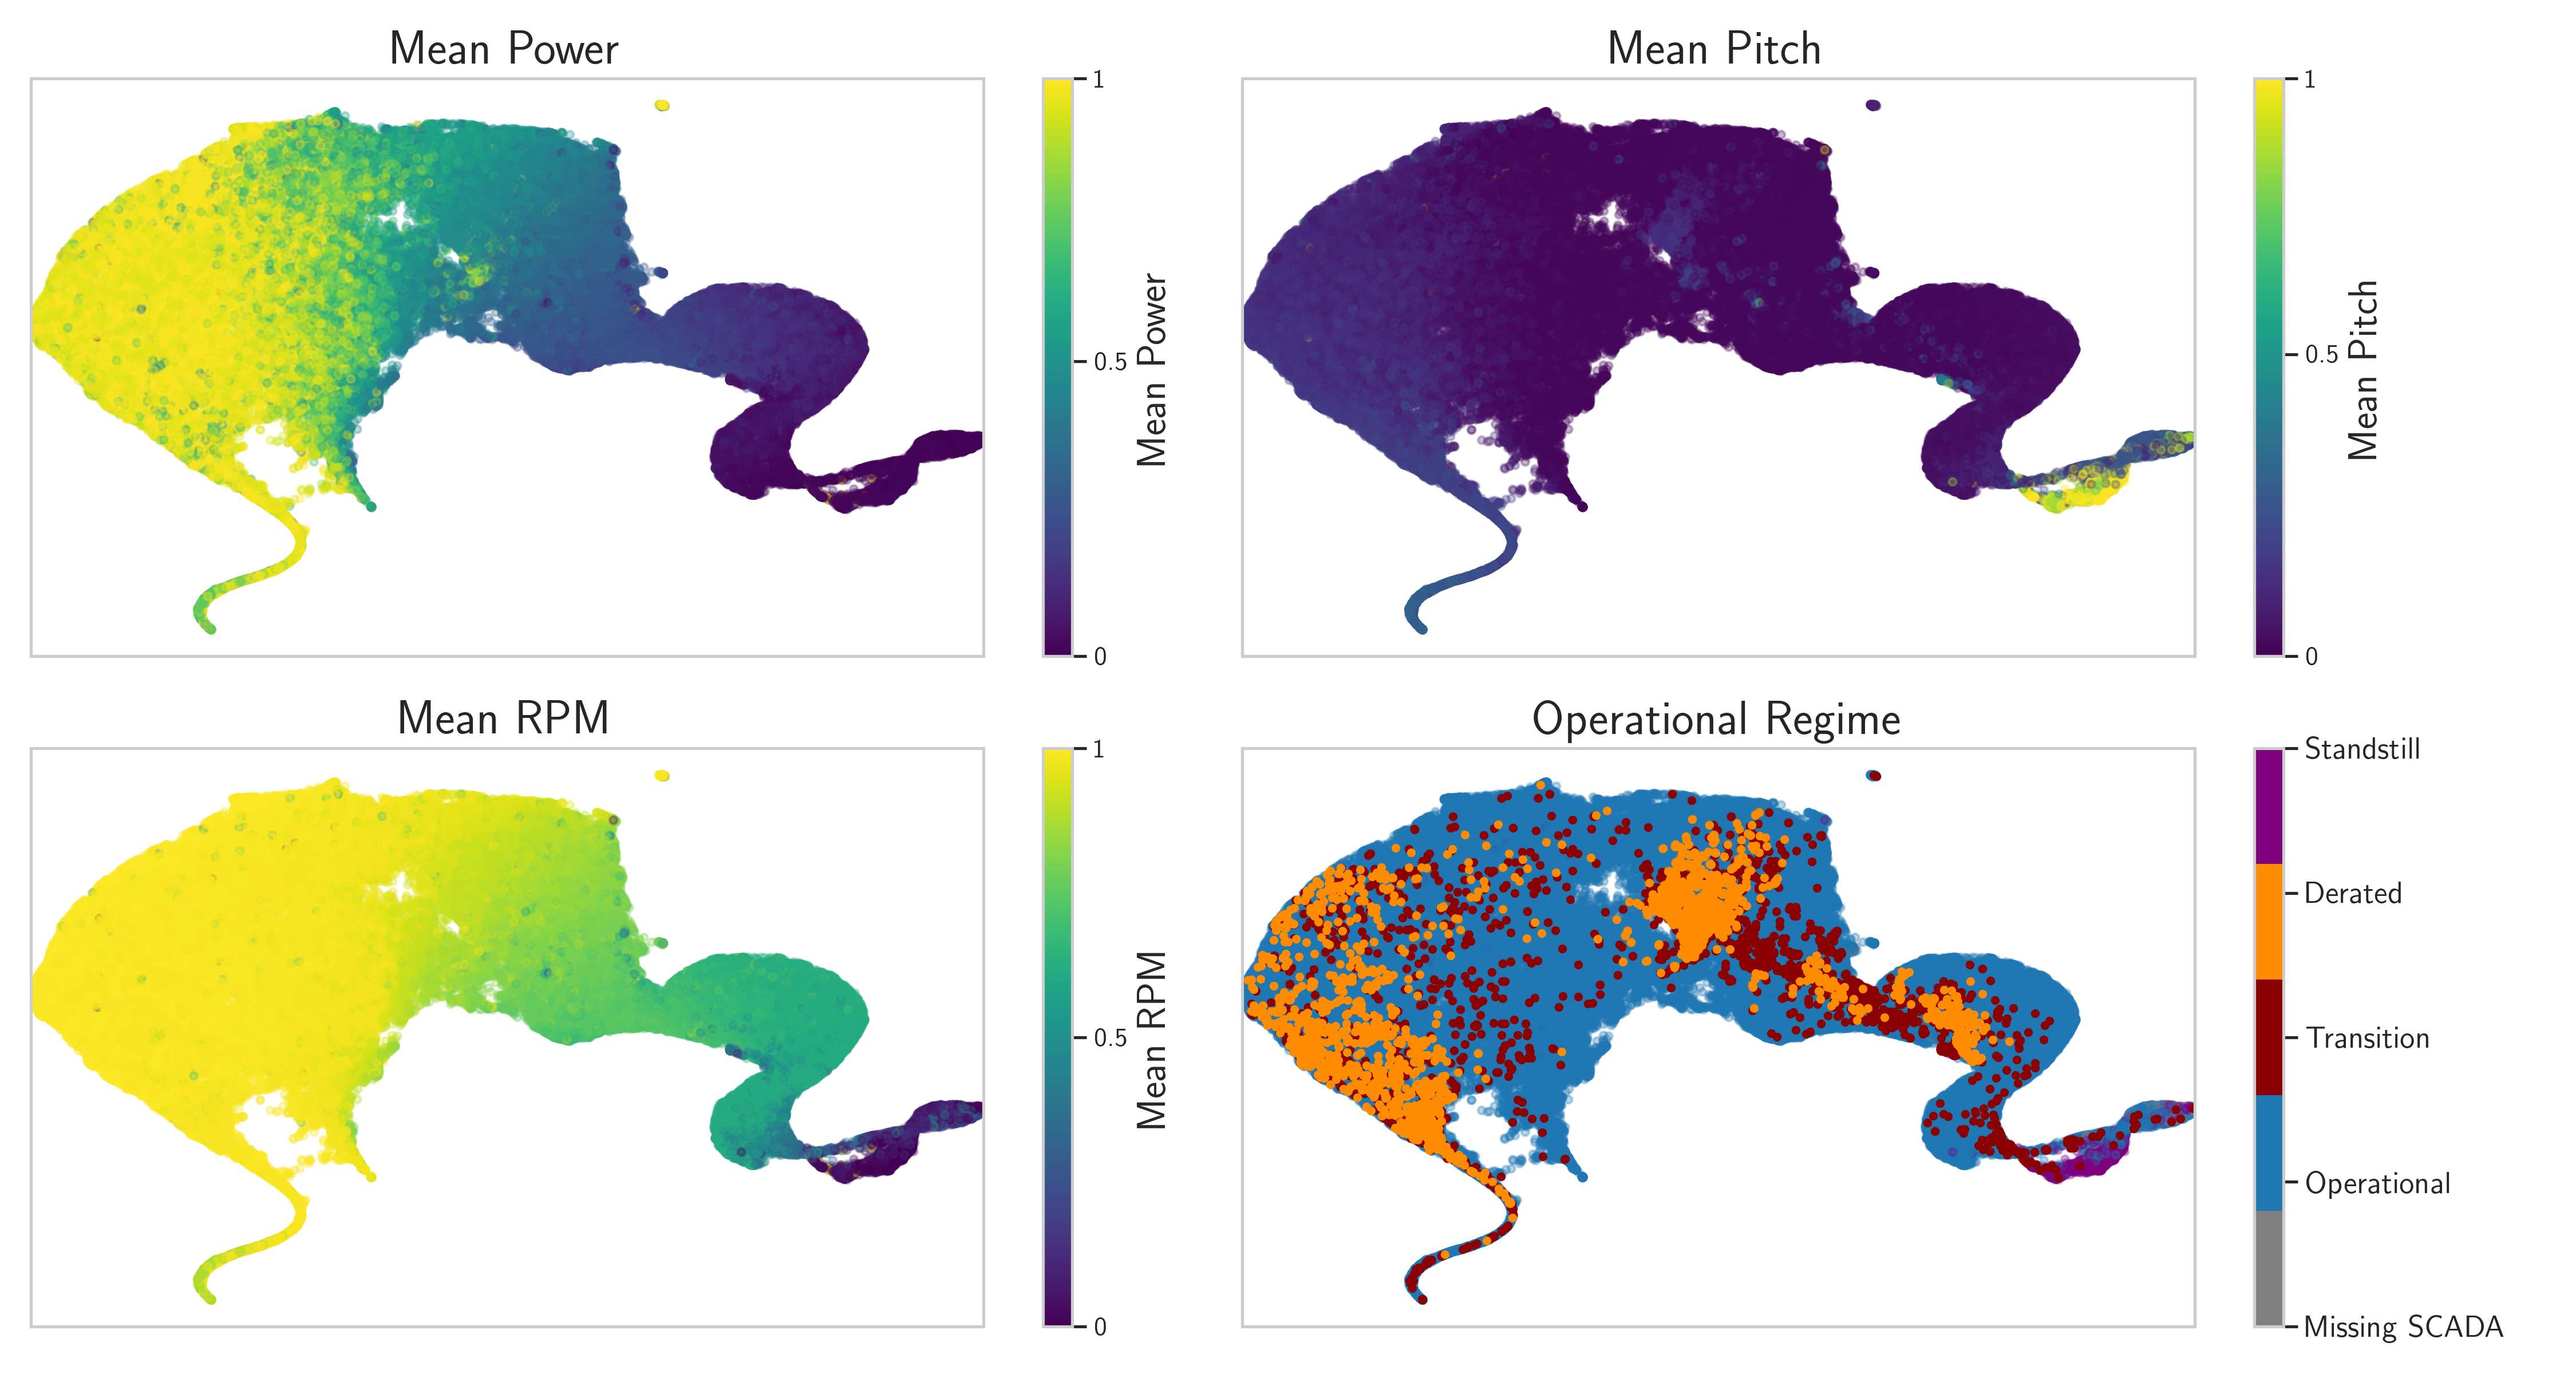 Mean Power
1
0.5
0
Mean Power
Mean Pitch
1
0.5
0
Mean Pitch
Mean RPM
1
0.5
0
Mean RPM
Operational Regime
Standstill
Derated
Transition
Operational
Missing SCADA